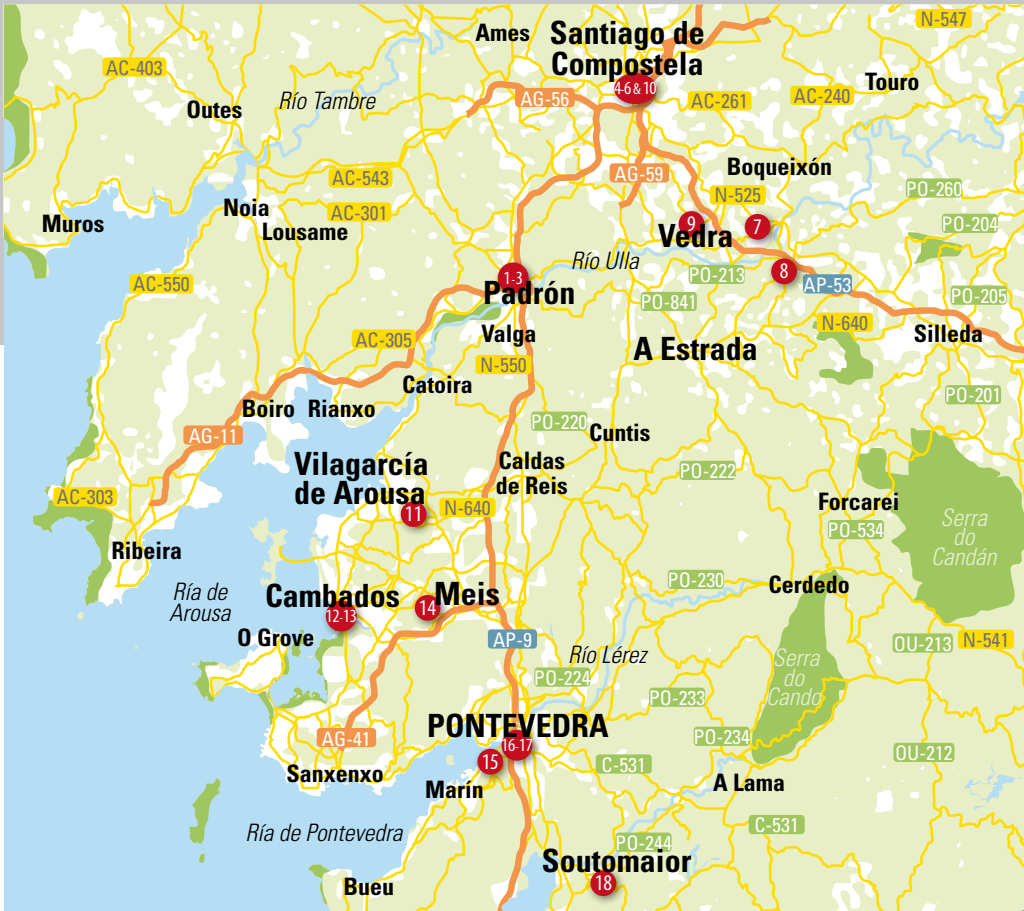 N-547
Ames
Santiago de
Compostela
AC-403
Touro
4-6 & 10
Río Tambre
AG-56
AC-261
AC-240
Outes
Boqueixón
AG-59
AC-543
PO-260
N-525
Noia
AC-301
PO-204
Muros
Lousame
9
7
Vedra
Río Ulla
8
PO-213
1-3
AC-550
AP-53
Padrón
PO-841
PO-205
N-640
Valga
AC-305
Silleda
A Estrada
N-550
Catoira
PO-201
Boiro
Rianxo
PO-220
Cuntis
AG-11
Vilagarcía
de Arousa
Caldas
de Reis
PO-222
AC-303
N-640
Forcarei
11
Serra
do
Candán
PO-534
Ribeira
PO-230
Cerdedo
Ría de
Arousa
Cambados
Meis
14
12-13
O Grove
AP-9
OU-213
N-541
Río Lérez
Serra
do
Cando
PO-224
PO-233
PONTEVEDRA
AG-41
PO-234
16-17
OU-212
15
C-531
Sanxenxo
Marín
A Lama
Ría de Pontevedra
C-531
PO-244
Soutomaior
18
Bueu